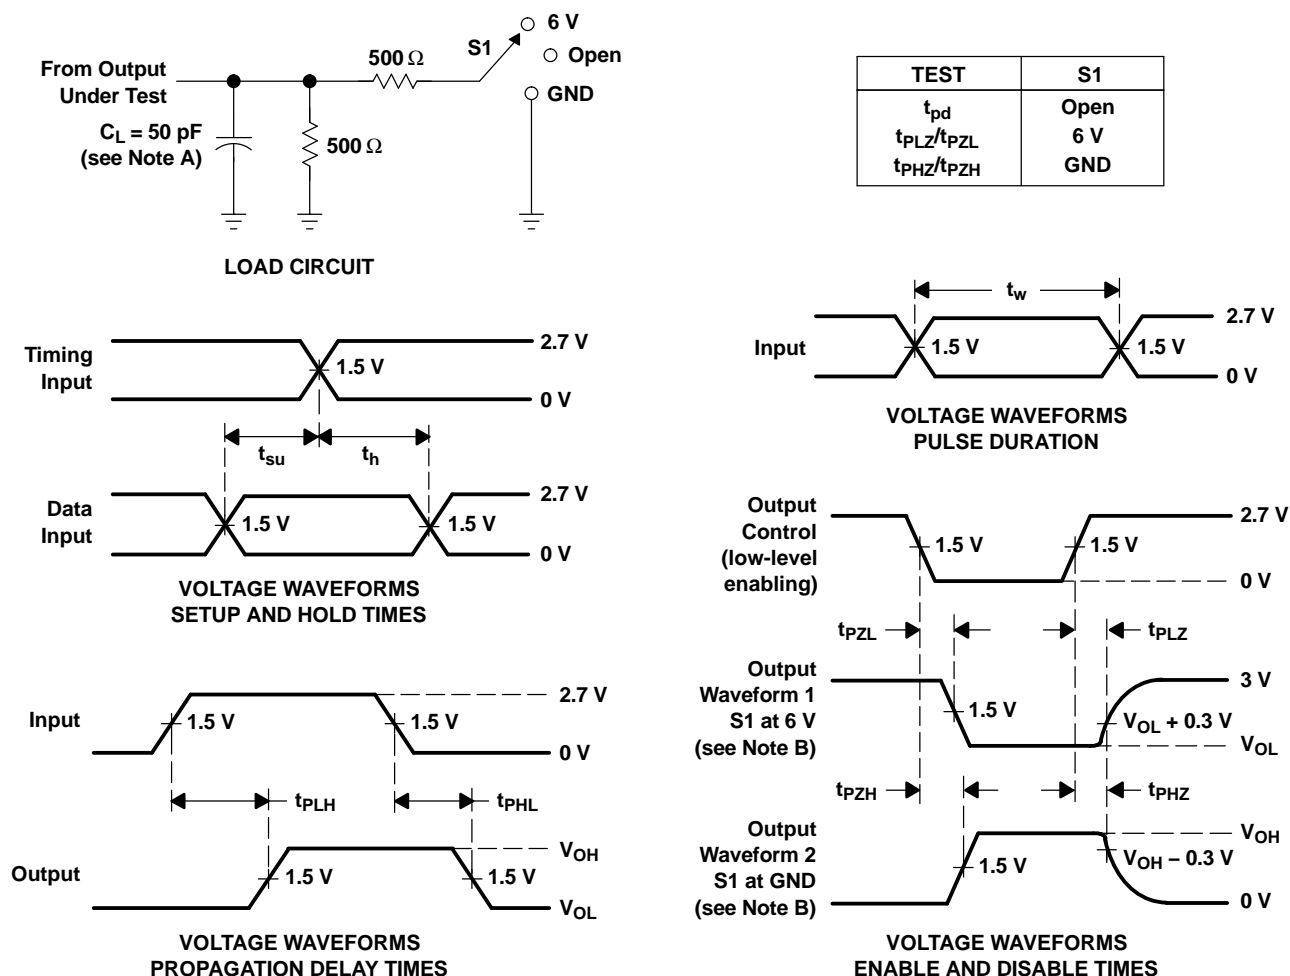 6 V
S1
Open
500 Ω
From Output
Under Test
GND
C_L = 50 pF
(see Note A)
500 Ω
LOAD CIRCUIT
TEST S1
t_pd Open
t_PLZ/t_PZL 6 V
t_PHZ/t_PZH GND
t_w
2.7 V
Input
1.5 V
1.5 V
0 V
VOLTAGE WAVEFORMS
PULSE DURATION
Timing
Input
2.7 V
1.5 V
0 V
t_su
t_h
Data
Input
2.7 V
1.5 V
1.5 V
0 V
VOLTAGE WAVEFORMS
SETUP AND HOLD TIMES
Input
2.7 V
1.5 V
1.5 V
0 V
t_PLH
t_PHL
Output
V_OH
1.5 V
1.5 V
V_OL
VOLTAGE WAVEFORMS
PROPAGATION DELAY TIMES
Output
Control
(low-level
enabling)
2.7 V
1.5 V
1.5 V
0 V
t_PZL
t_PLZ
Output
Waveform 1
S1 at 6 V
(see Note B)
3 V
1.5 V
V_OL + 0.3 V
V_OL
t_PZH
t_PHZ
Output
Waveform 2
S1 at GND
(see Note B)
V_OH
1.5 V
V_OH − 0.3 V
0 V
VOLTAGE WAVEFORMS
ENABLE AND DISABLE TIMES